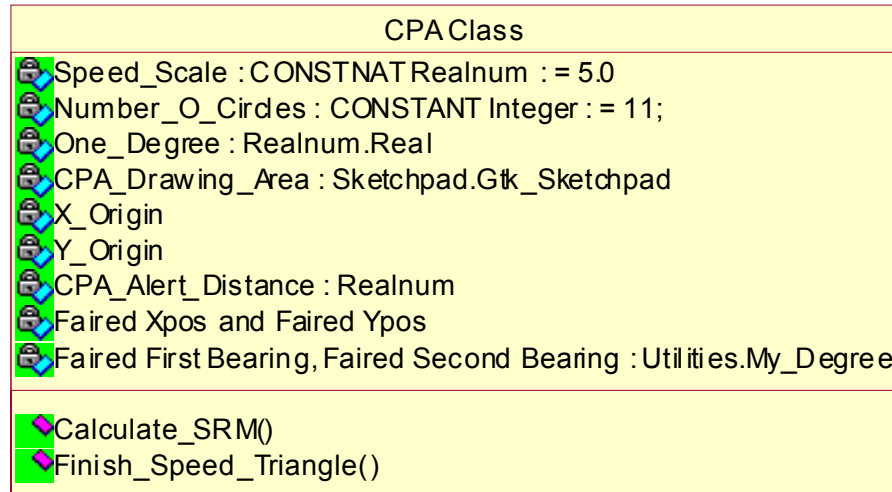 CPA Class
Speed_Scale : CONSTNAT Realnum : = 5.0
Number_O_Circles : CONSTANT Integer : = 11;
One_Degree : Realnum.Real
CPA_Drawing_Area : Sketchpad.Gtk_Sketchpad
X_Origin
Y_Origin
CPA_Alert_Distance : Realnum
Faired Xpos and Faired Ypos
Faired First Bearing, Faired Second Bearing : Utilities.My_Degree
Calculate_SRM()
Finish_Speed_Triangle()